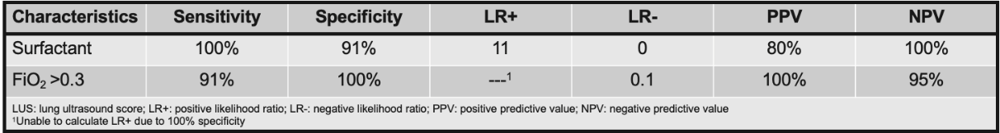 Characteristics Sensitivity Specificity LR+ LR- PPV NPV
Surfactant 100% 91% 11 0 80% 100%
FiO₂ >0.3 91% 100% ---¹ 0.1 100% 95%
LUS: lung ultrasound score; LR+: positive likelihood ratio; LR-: negative likelihood ratio; PPV: positive predictive value; NPV: negative predictive value
¹Unable to calculate LR+ due to 100% specificity